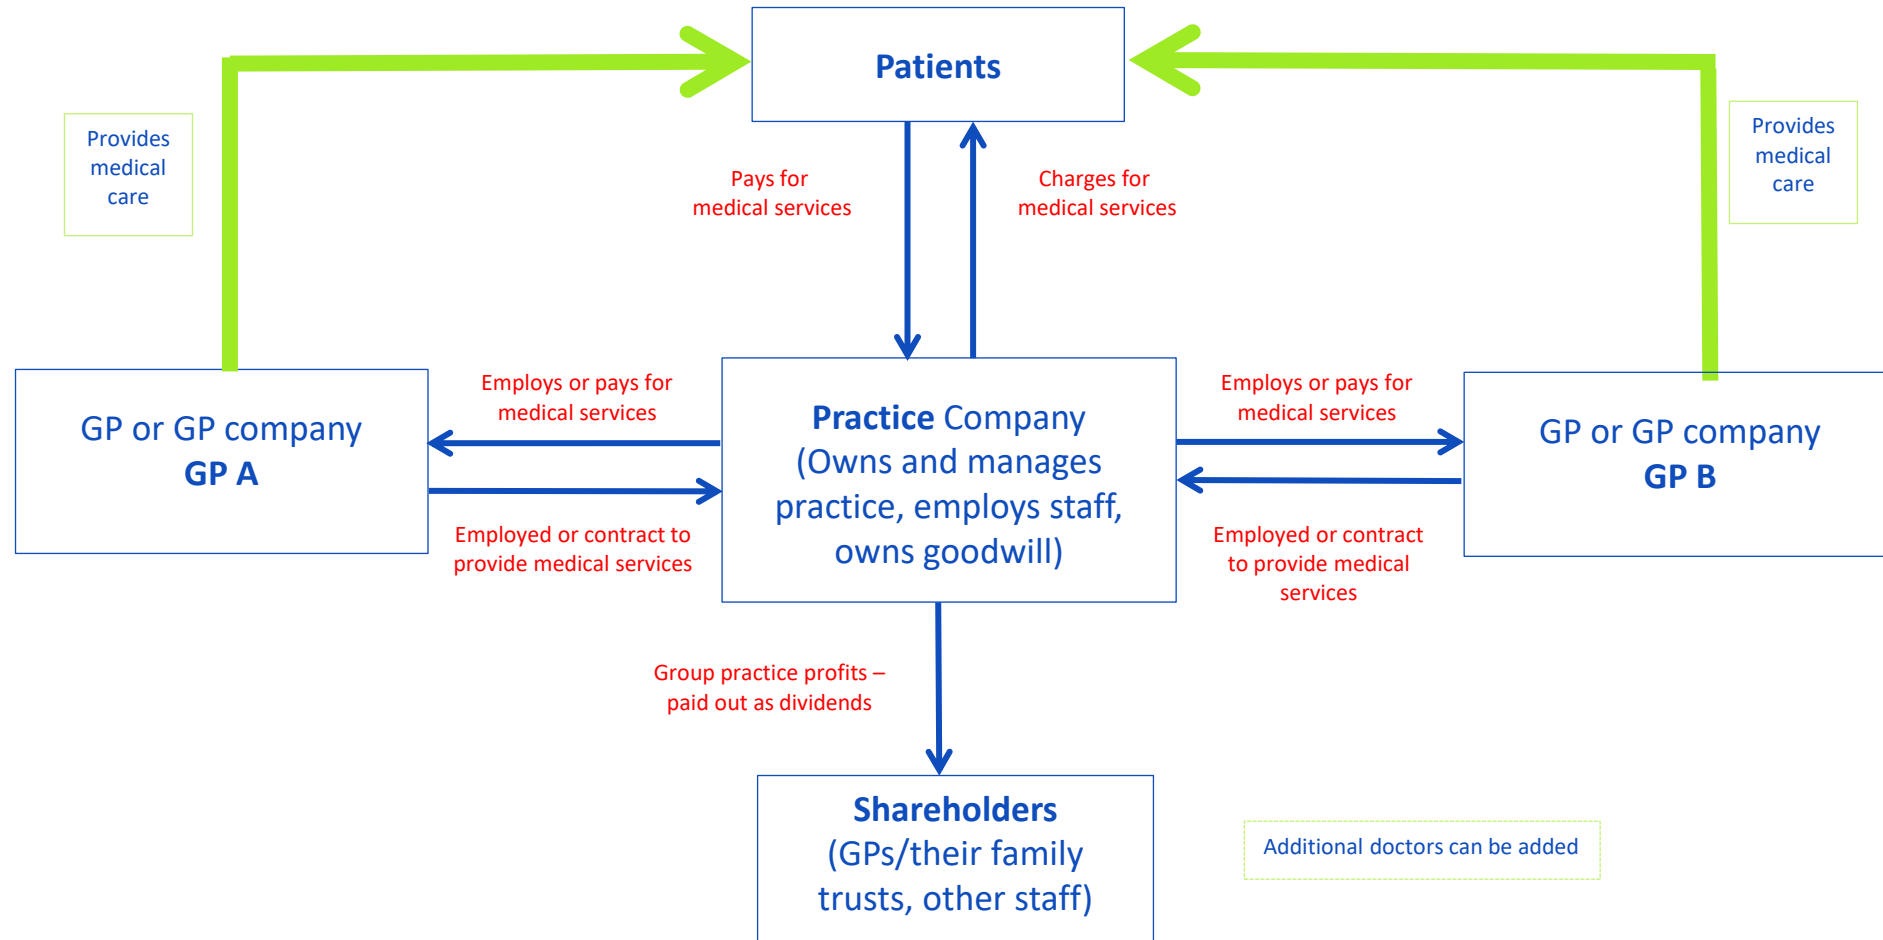 Patients
Provides
medical
care
Provides
medical
care
Pays for
medical services
Charges for
medical services
GP or GP company
GP A
Employs or pays for
medical services
Employed or contract to
provide medical services
Practice Company
(Owns and manages
practice, employs staff,
owns goodwill)
Employs or pays for
medical services
Employed or contract
to provide medical
services
GP or GP company
GP B
Group practice profits –
paid out as dividends
Shareholders
(GPs/their family
trusts, other staff)
Additional doctors can be added